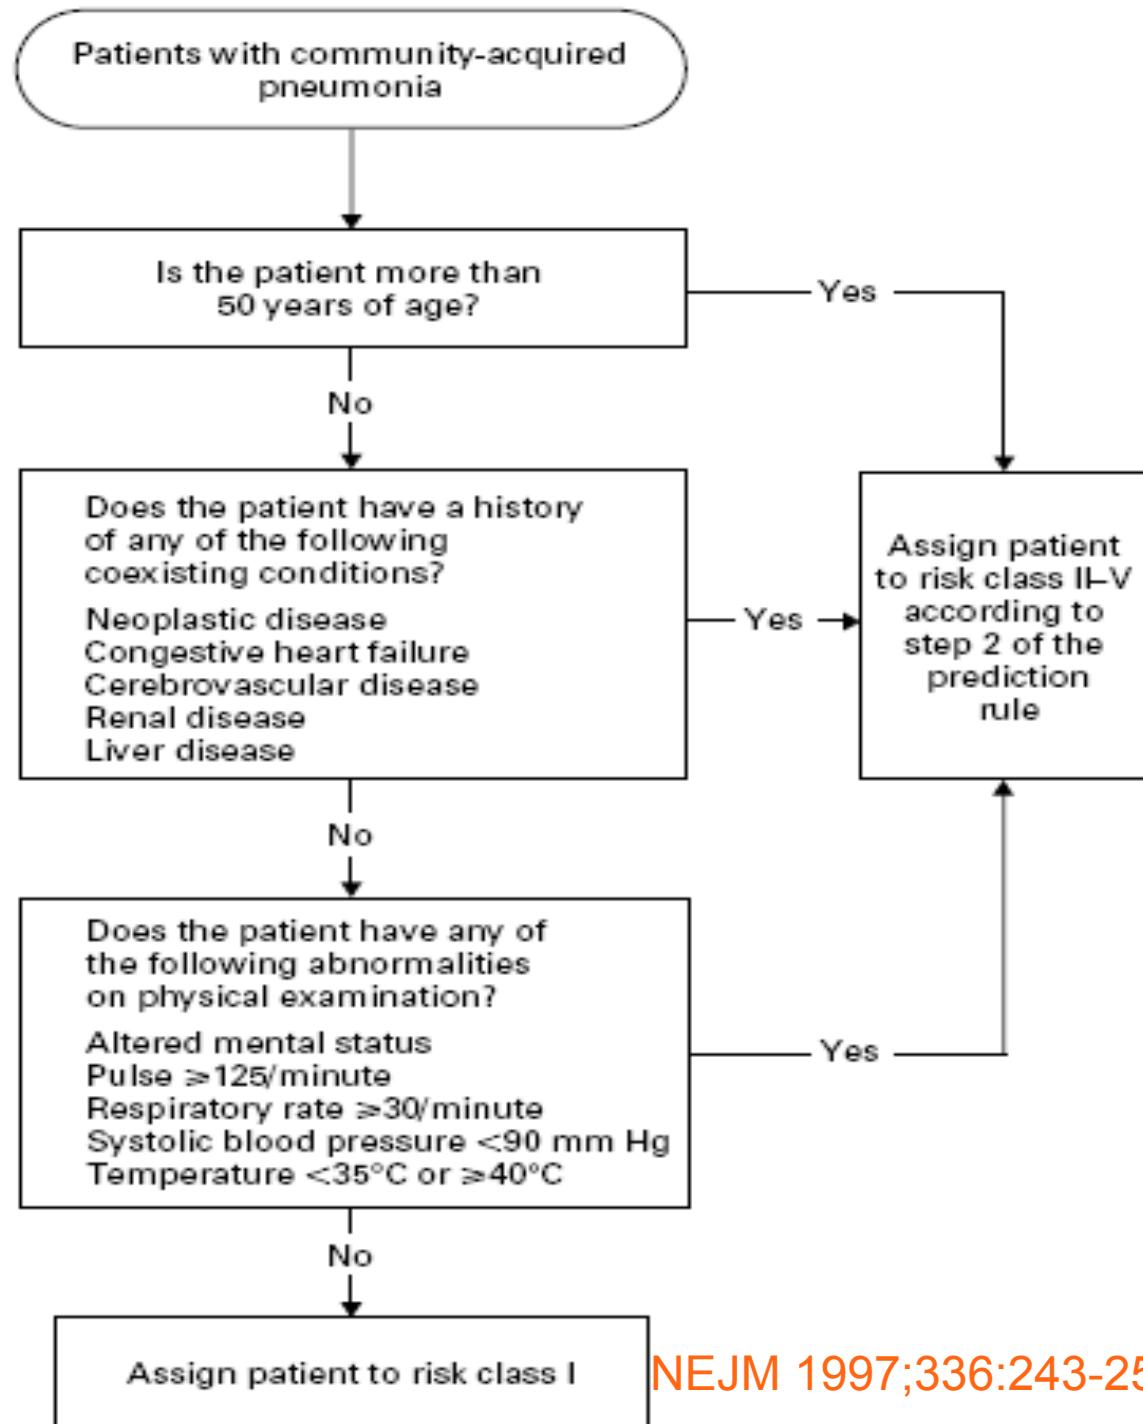 Patients with community-acquired
pneumonia
Is the patient more than
50 years of age?
Yes
No
Does the patient have a history
of any of the following
coexisting conditions?
Neoplastic disease
Congestive heart failure
Cerebrovascular disease
Renal disease
Liver disease
Yes
Assign patient
to risk class II–V
according to
step 2 of the
prediction
rule
No
Does the patient have any of
the following abnormalities
on physical examination?
Altered mental status
Pulse ⩾125/minute
Respiratory rate ⩾30/minute
Systolic blood pressure <90 mm Hg
Temperature <35°C or ⩾40°C
Yes
No
Assign patient to risk class I
NEJM 1997;336:243-25